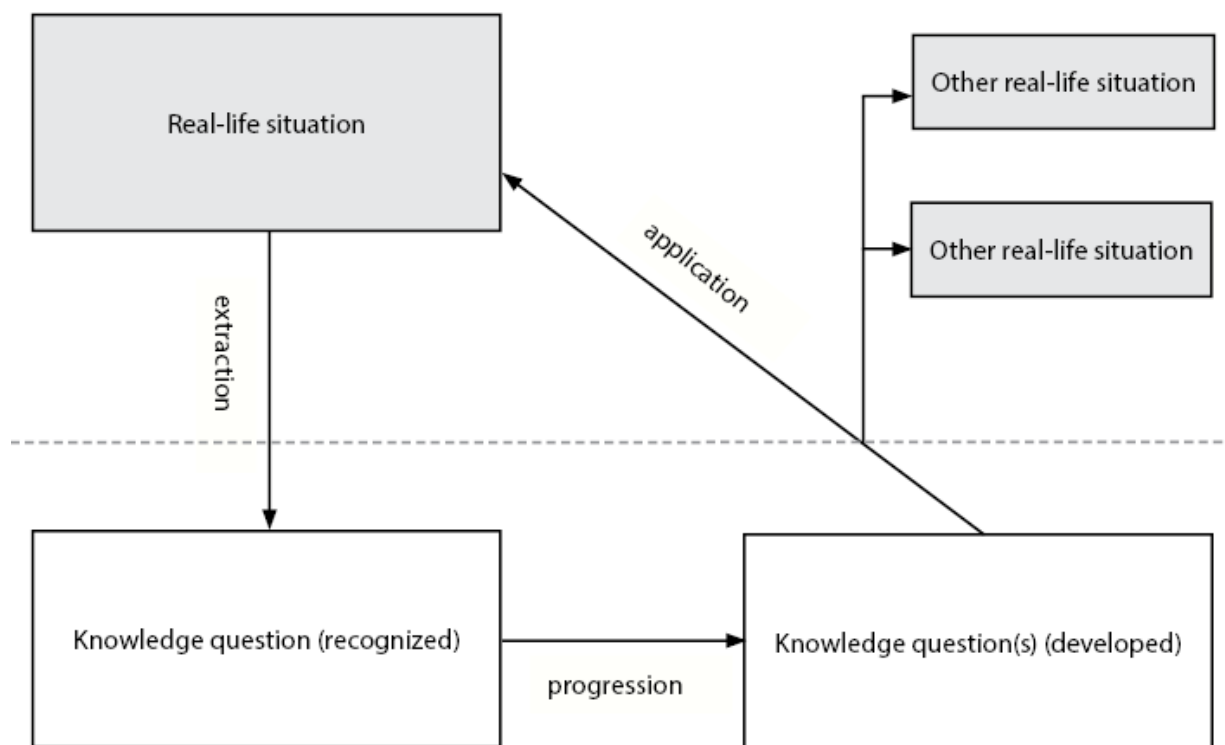 Real-life situation
Other real-life situation
Other real-life situation
application
extraction
Knowledge question (recognized)
progression
Knowledge question(s) (developed)